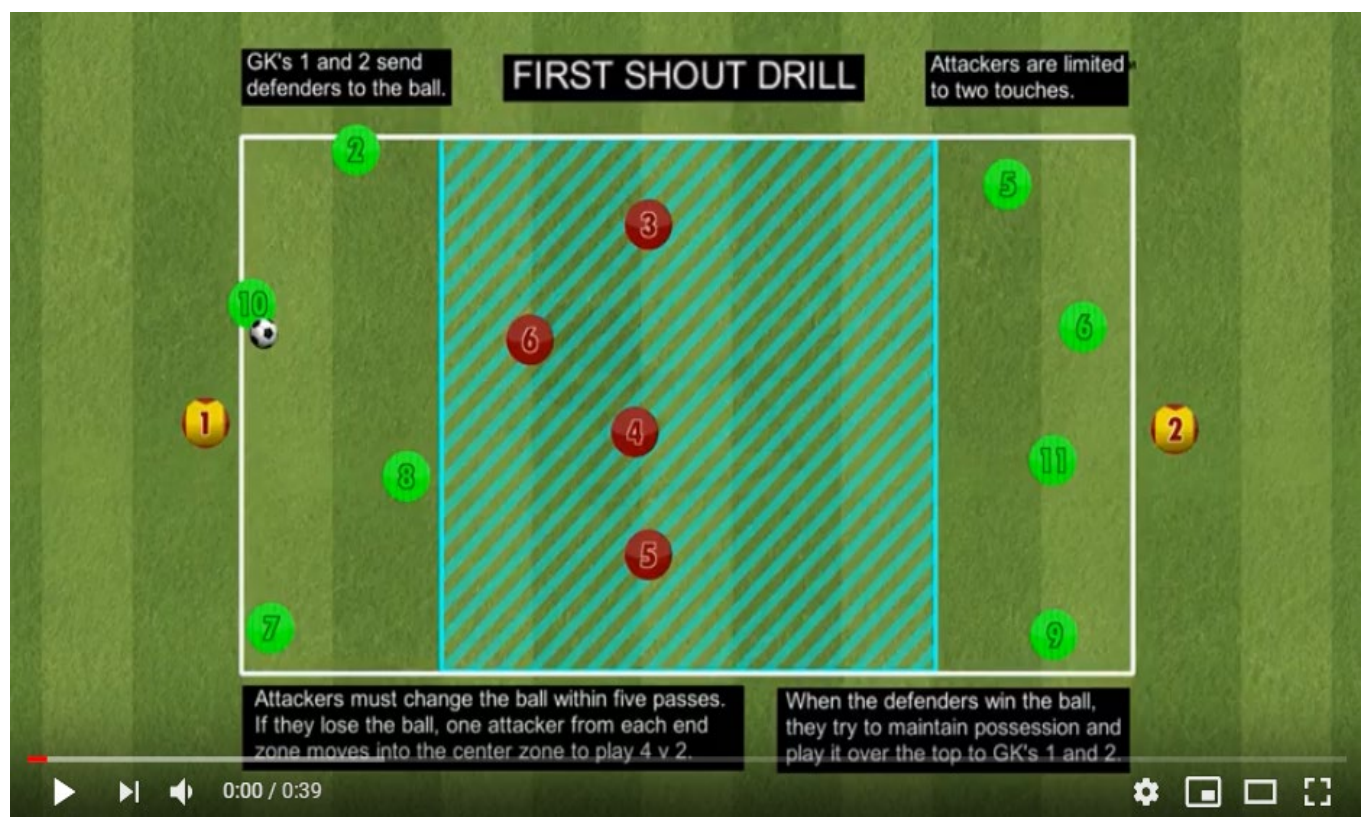 GK's 1 and 2 send
defenders to the ball.
FIRST SHOUT DRILL
Attackers are limited
to two touches.
2
5
3
10
6
6
1
4
2
8
11
5
7
9
Attackers must change the ball within five passes.
If they lose the ball, one attacker from each end
zone moves into the center zone to play 4 v 2.
When the defenders win the ball,
they try to maintain possession and
play it over the top to GK's 1 and 2.
0:00 / 0:39